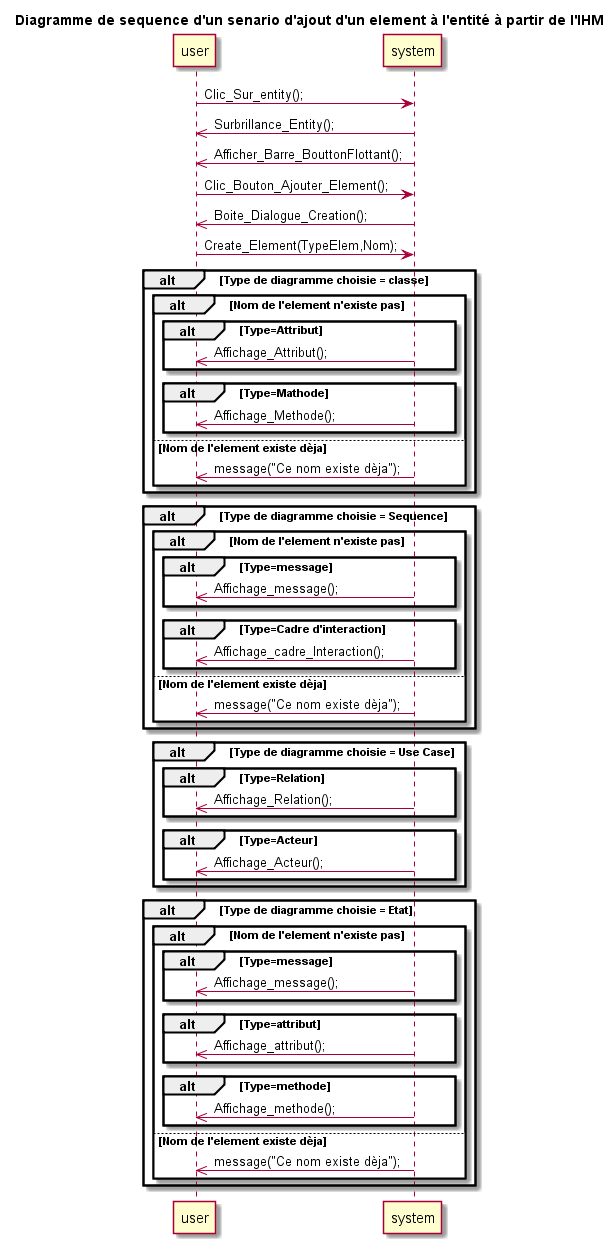 Diagramme de sequence d'un senario d'ajout d'un element à l'entité à partir de l'IHM
user system
Clic_Sur_entity();
Surbrillance_Entity();
Afficher_Barre_BouttonFlottant();
Clic_Bouton_Ajouter_Element();
Boite_Dialogue_Creation();
Create_Element(TypeElem,Nom);
alt [Type de diagramme choisie = classe]
alt [Nom de l'element n'existe pas]
alt [Type=Attribut]
Affichage_Attribut();
alt [Type=Mathode]
Affichage_Methode();
[Nom de l'element existe dèja]
message("Ce nom existe dèja");
alt [Type de diagramme choisie = Sequence]
alt [Nom de l'element n'existe pas]
alt [Type=message]
Affichage_message();
alt [Type=Cadre d'interaction]
Affichage_cadre_Interaction();
[Nom de l'element existe dèja]
message("Ce nom existe dèja");
alt [Type de diagramme choisie = Use Case]
alt [Type=Relation]
Affichage_Relation();
alt [Type=Acteur]
Affichage_Acteur();
alt [Type de diagramme choisie = Etat]
alt [Nom de l'element n'existe pas]
alt [Type=message]
Affichage_message();
alt [Type=attribut]
Affichage_attribut();
alt [Type=methode]
Affichage_methode();
[Nom de l'element existe dèja]
message("Ce nom existe dèja");
user system